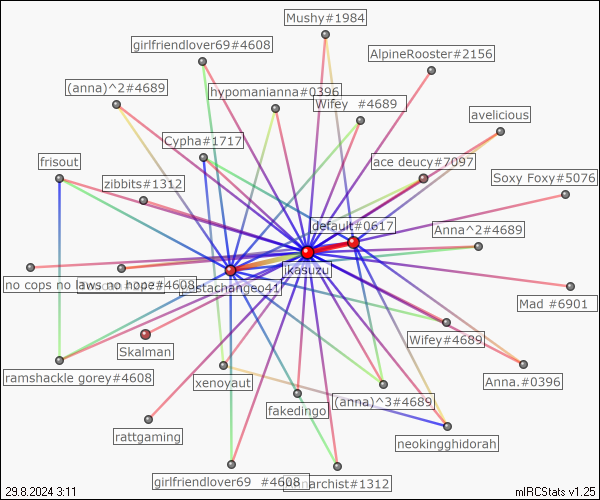 Mushy#1984
girlfriendlover69#4608
AlpineRooster#2156
(anna)^2#4689
hypomanianna#0396
Wifey #4689
avelicious
Cypha#1717
frisout
ace deucy#7097
zibbits#1312
Soxy Foxy#5076
default#0617
Anna^2#4689
ikasuzu
no cops no laws on hope#4608
pastachangeo41
Mad #6901
Skalman
Wifey#4689
ramshackle gorey#4608
xenoyaut
Anna.#0396
(anna)^3#4689
fakedingo
rattgaming
neokingghidorah
girlfriendlover69 #4608
29.8.2024 3:11
mIRCStats v1.25